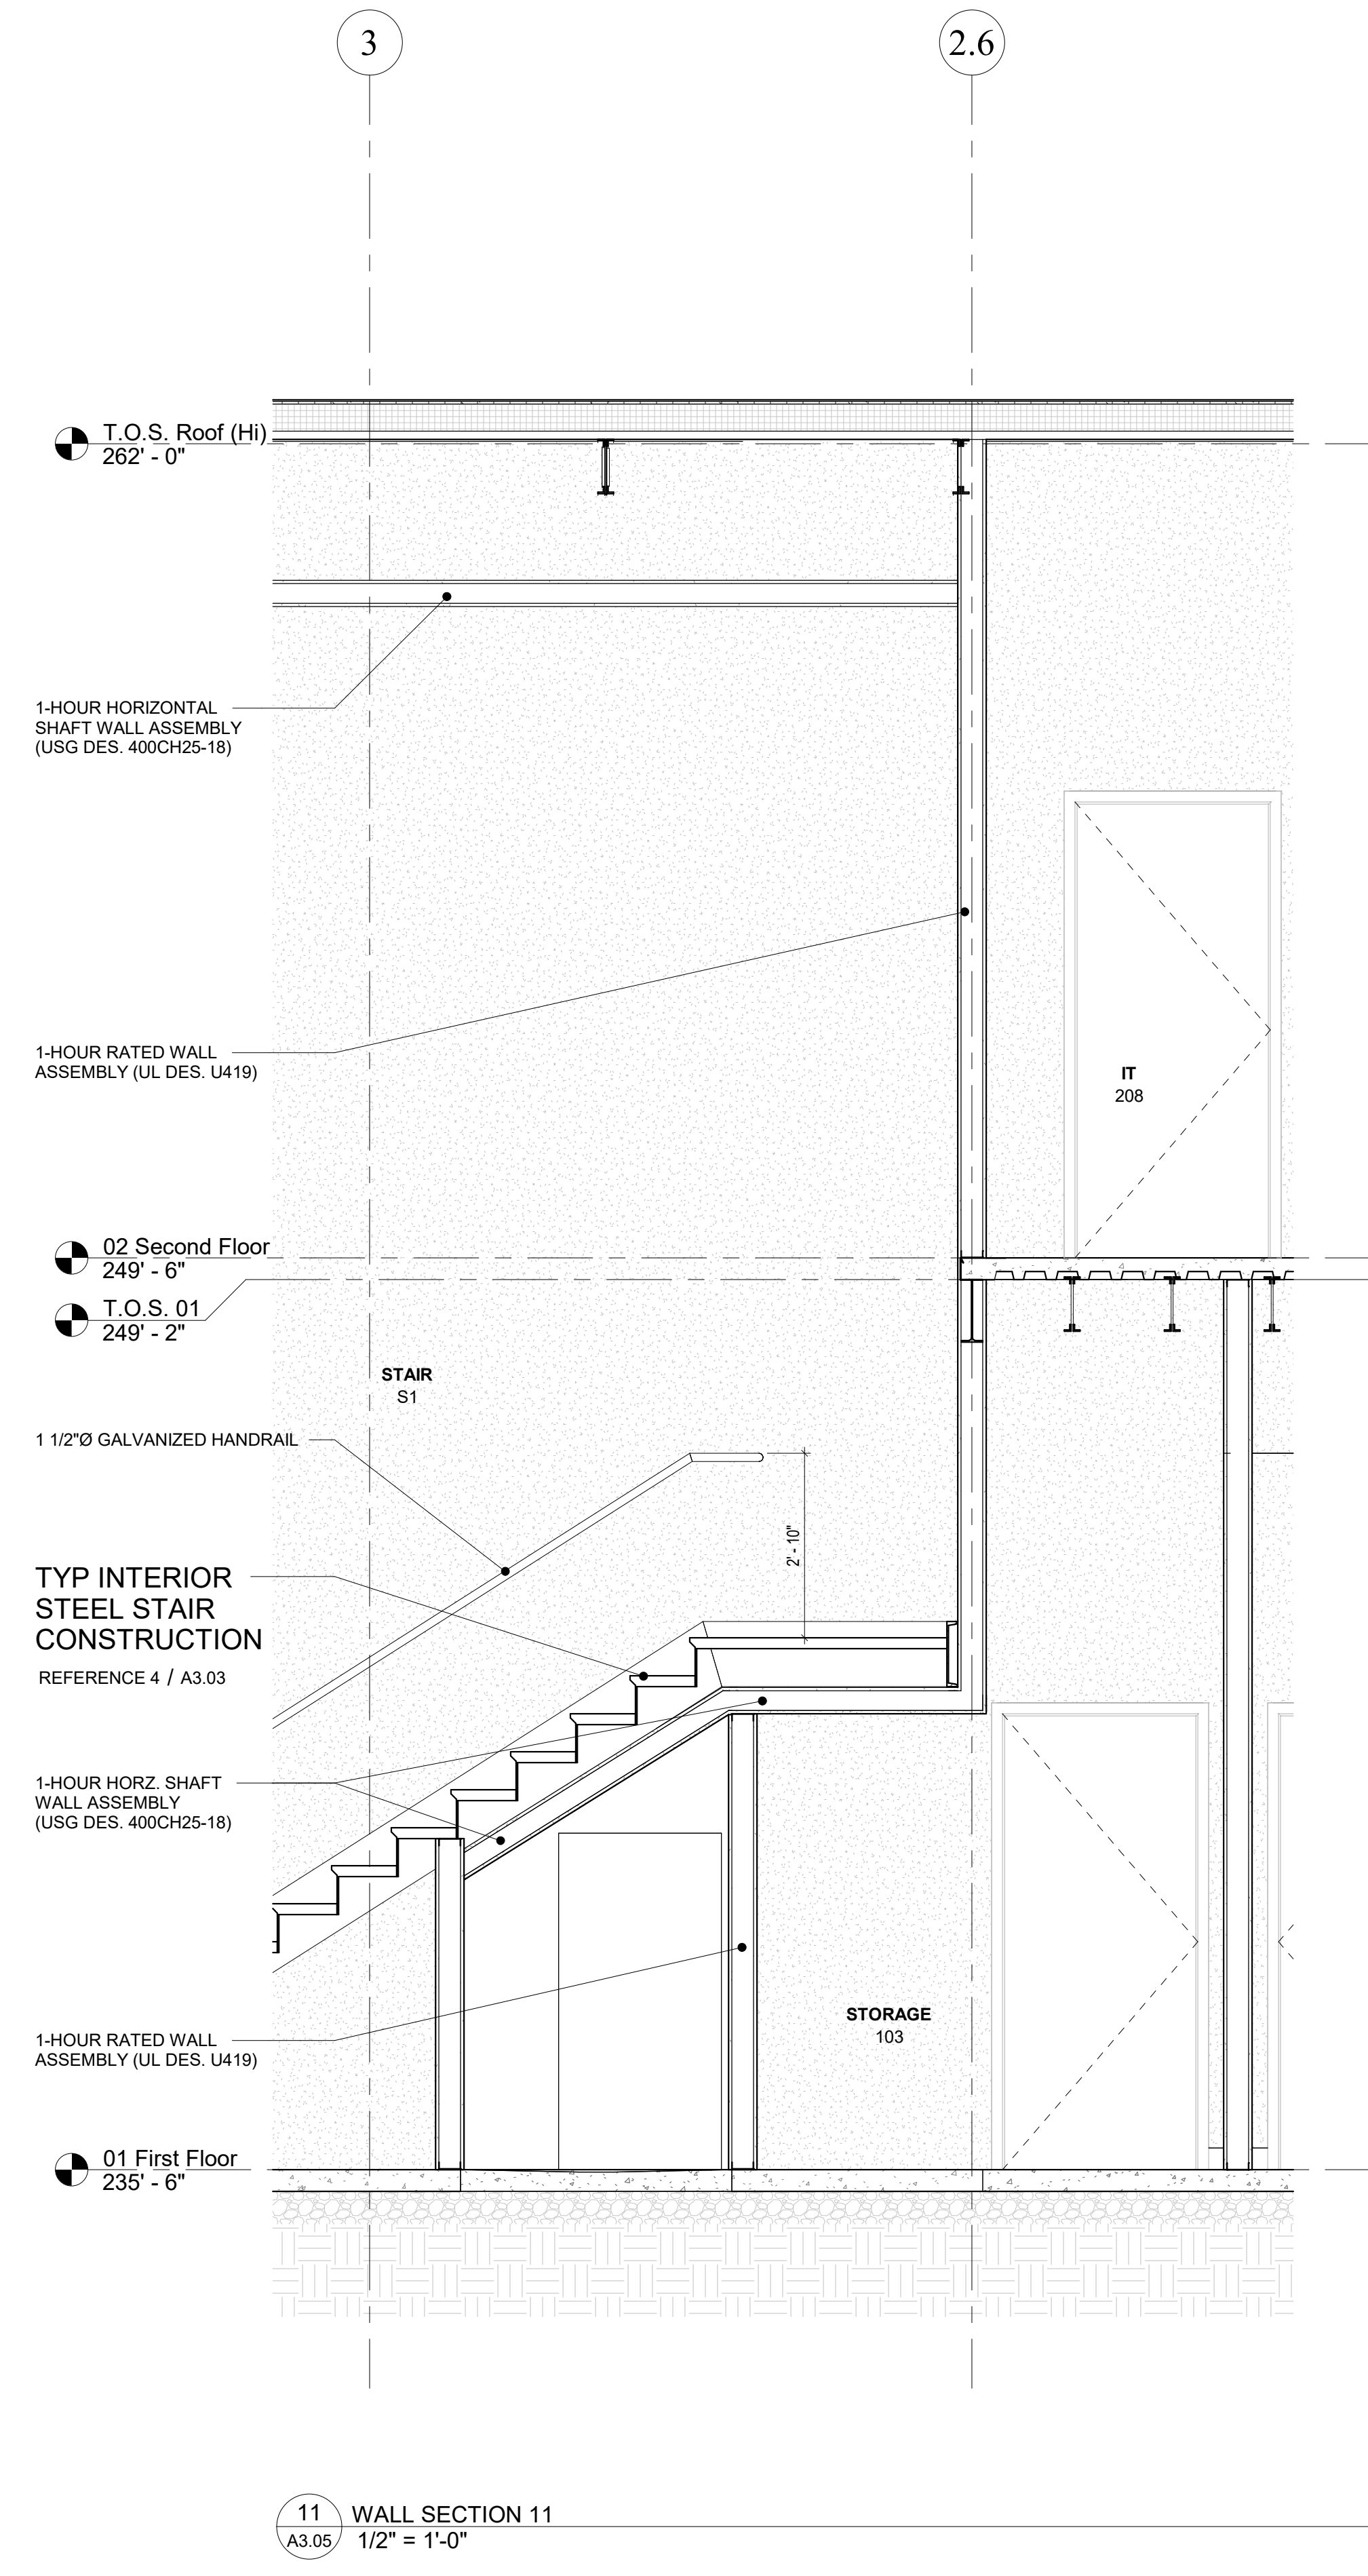 3
2.6
T.O.S. Roof (Hi)
262' - 0"
1-HOUR HORIZONTAL
SHAFT WALL ASSEMBLY
(USG DES. 400CH25-18)
1-HOUR RATED WALL
ASSEMBLY (UL DES. U419)
IT
208
02 Second Floor
249' - 6"
T.O.S. 01
249' - 2"
STAIR
S1
1 1/2"Ø GALVANIZED HANDRAIL
2' - 10"
TYP INTERIOR
STEEL STAIR
CONSTRUCTION
REFERENCE 4 / A3.03
1-HOUR HORZ. SHAFT
WALL ASSEMBLY
(USG DES. 400CH25-18)
STORAGE
103
1-HOUR RATED WALL
ASSEMBLY (UL DES. U419)
01 First Floor
235' - 6"
11
A3.05
WALL SECTION 11
1/2" = 1'-0"